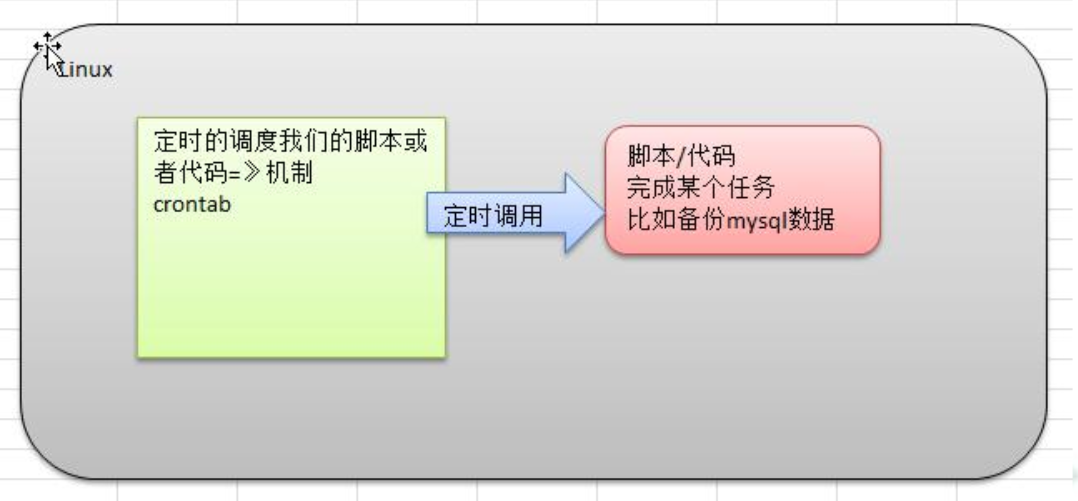 Linux
定时的调度我们的脚本或
者代码=》机制
crontab
定时调用
脚本/代码
完成某个任务
比如备份mysql数据